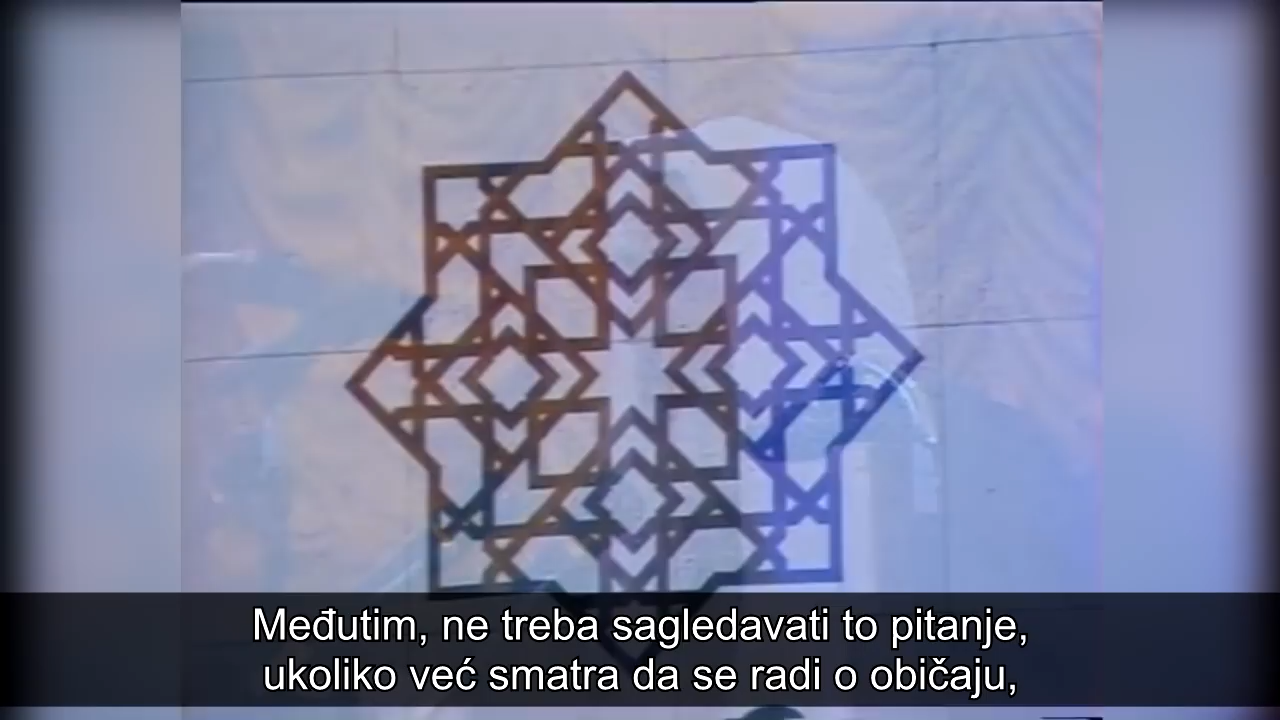 Međutim, ne treba sagledavati to pitanje,
ukoliko već smatra da se radi o običaju,